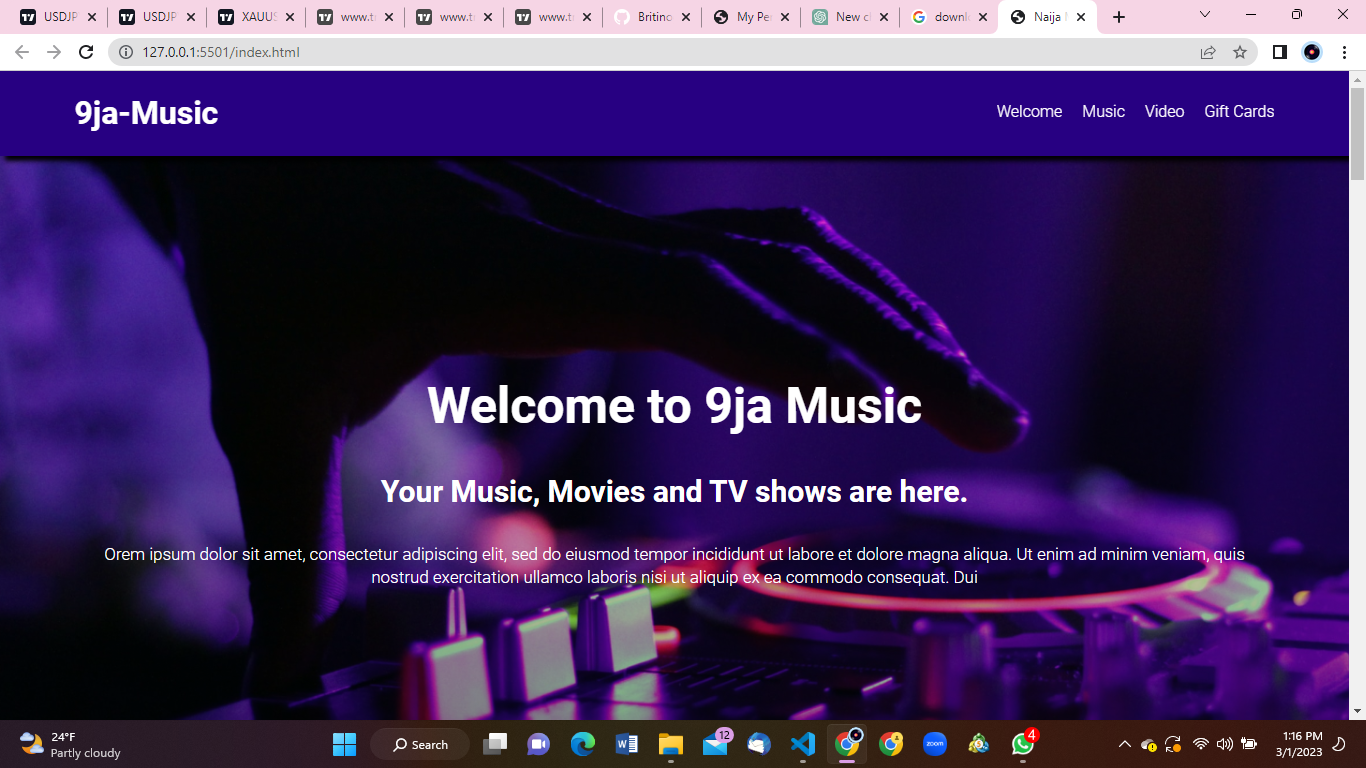 USDJP
USDJP
XAUUS
www.t
www.t
www.t
Britino
My Per
New c
downl
Naija
127.0.0.1:5501/index.html
9ja-Music
Welcome Music Video Gift Cards
Welcome to 9ja Music
Your Music, Movies and TV shows are here.
Orem ipsum dolor sit amet, consectetur adipiscing elit, sed do eiusmod tempor incididunt ut labore et dolore magna aliqua. Ut enim ad minim veniam, quis
nostrud exercitation ullamco laboris nisi ut aliquip ex ea commodo consequat. Dui
24°F
Partly cloudy
Search
12
zoom
4
1:16 PM
3/1/2023